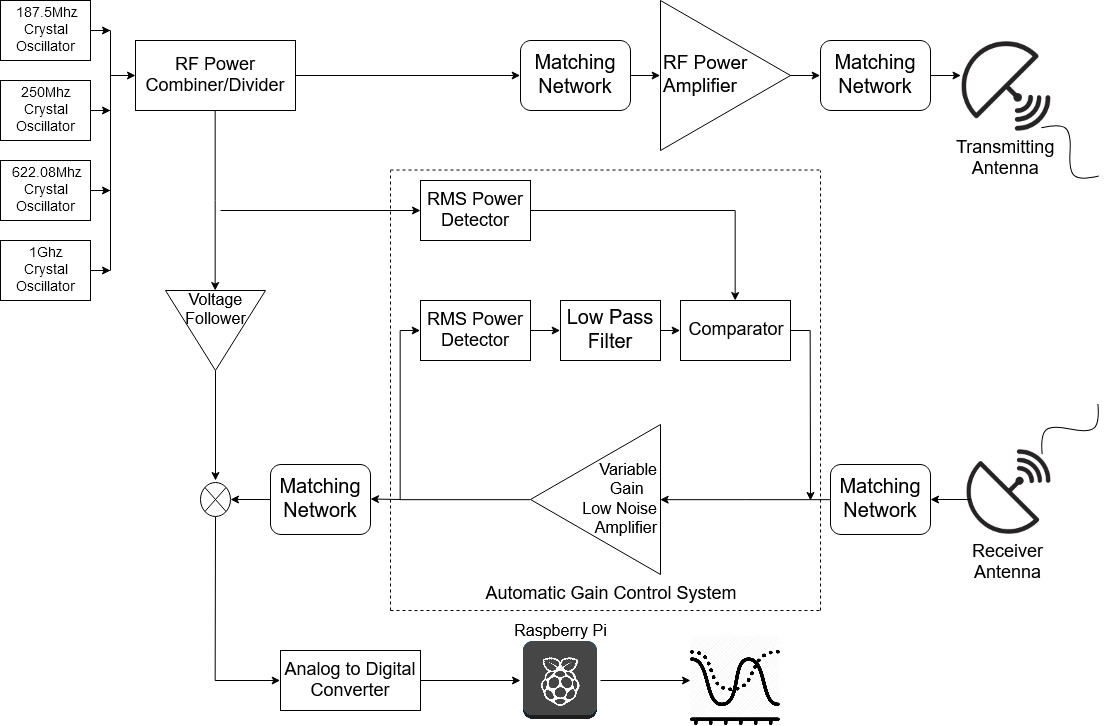 187.5Mhz
Crystal
Oscillator
250Mhz
Crystal
Oscillator
622.08Mhz
Crystal
Oscillator
1Ghz
Crystal
Oscillator
RF Power
Combiner/Divider
Matching
Network
RF Power
Amplifier
Matching
Network
Transmitting
Antenna
RMS Power
Detector
Voltage
Follower
RMS Power
Detector
Low Pass
Filter
Comparator
Matching
Network
Variable
Gain
Low Noise
Amplifier
Matching
Network
Receiver
Antenna
Automatic Gain Control System
Analog to Digital
Converter
Raspberry Pi